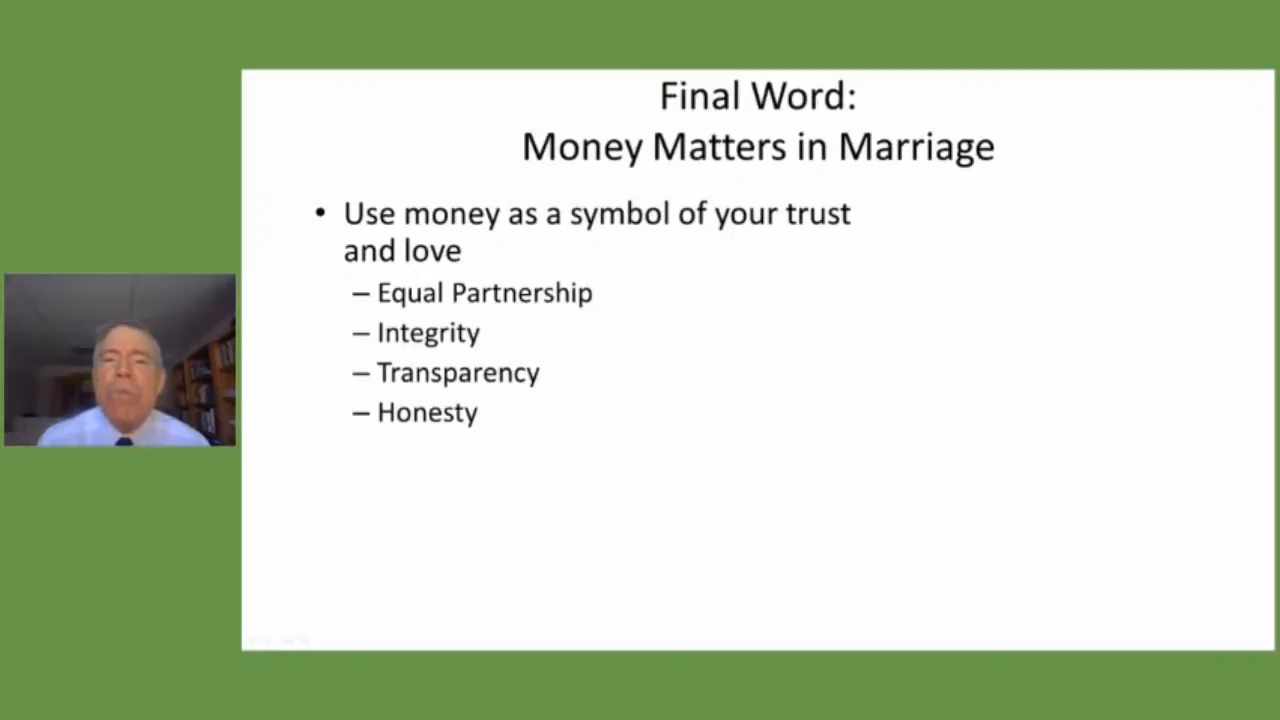 Final Word:
Money Matters in Marriage
• Use money as a symbol of your trust
and love
– Equal Partnership
– Integrity
– Transparency
– Honesty